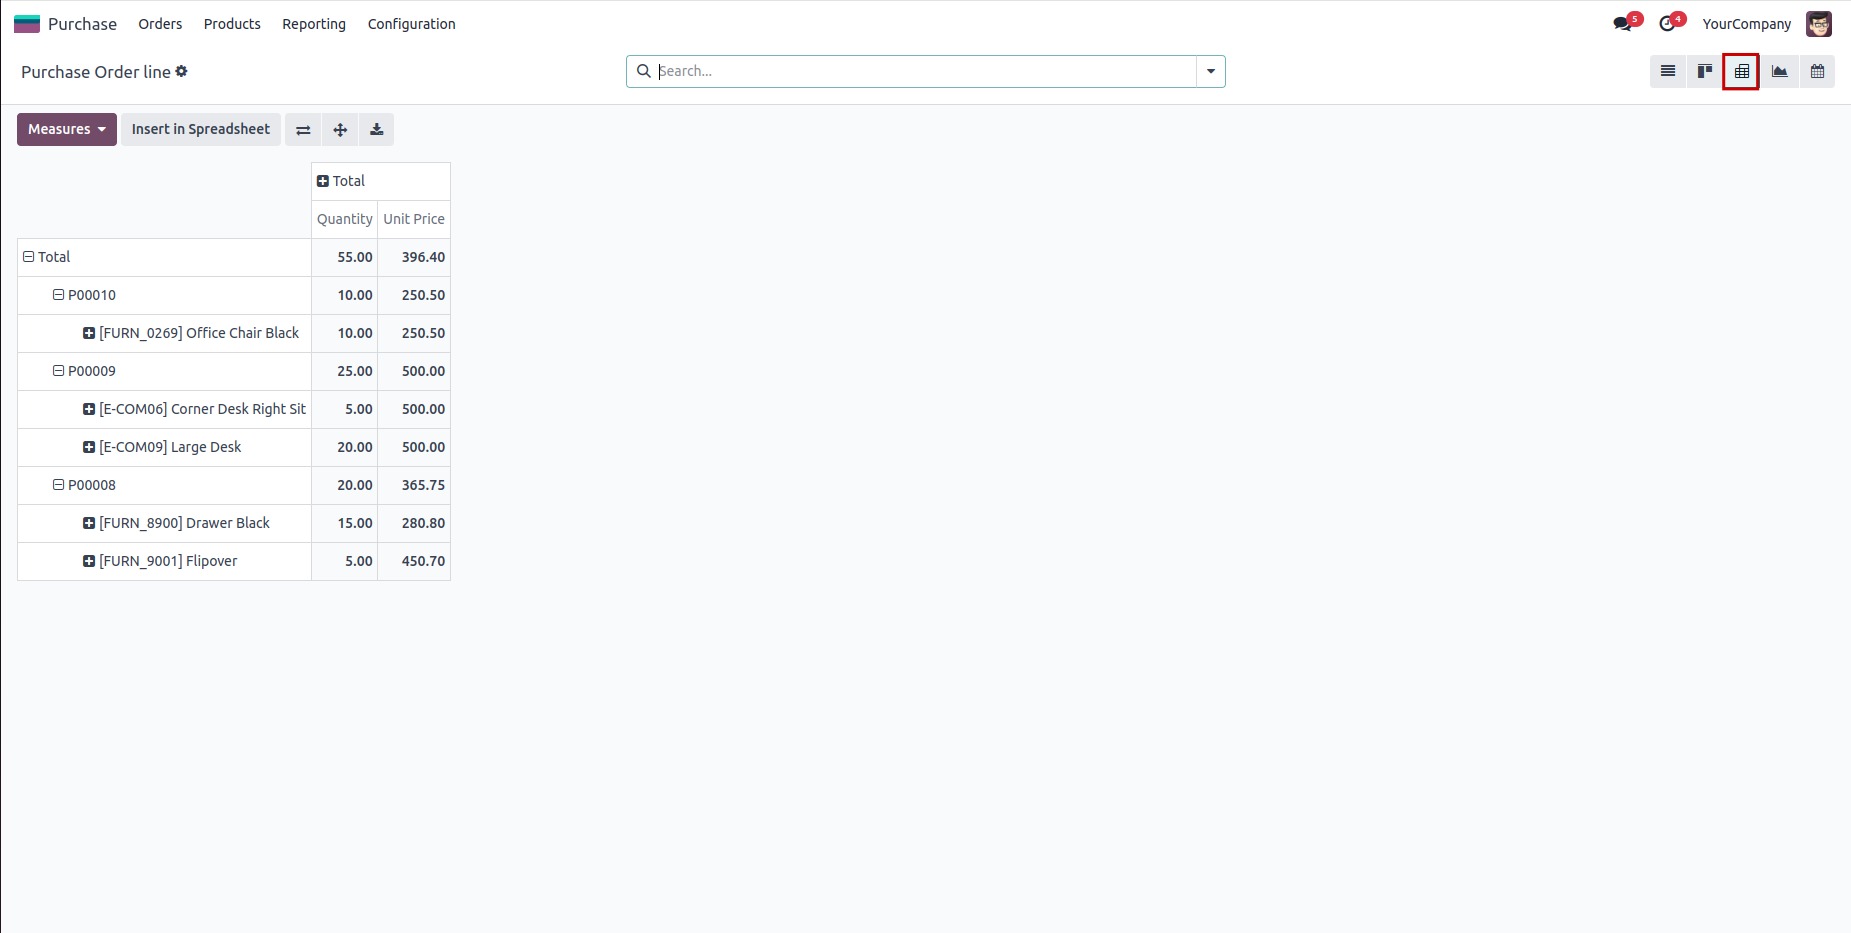 Purchase Orders Products Reporting Configuration 5 4 YourCompany
Purchase Order line Search...
Measures Insert in Spreadsheet
Total
Quantity Unit Price
Total 55.00 396.40
P00010 10.00 250.50
[FURN_0269] Office Chair Black 10.00 250.50
P00009 25.00 500.00
[E-COM06] Corner Desk Right Sit 5.00 500.00
[E-COM09] Large Desk 20.00 500.00
P00008 20.00 365.75
[FURN_8900] Drawer Black 15.00 280.80
[FURN_9001] Flipover 5.00 450.70